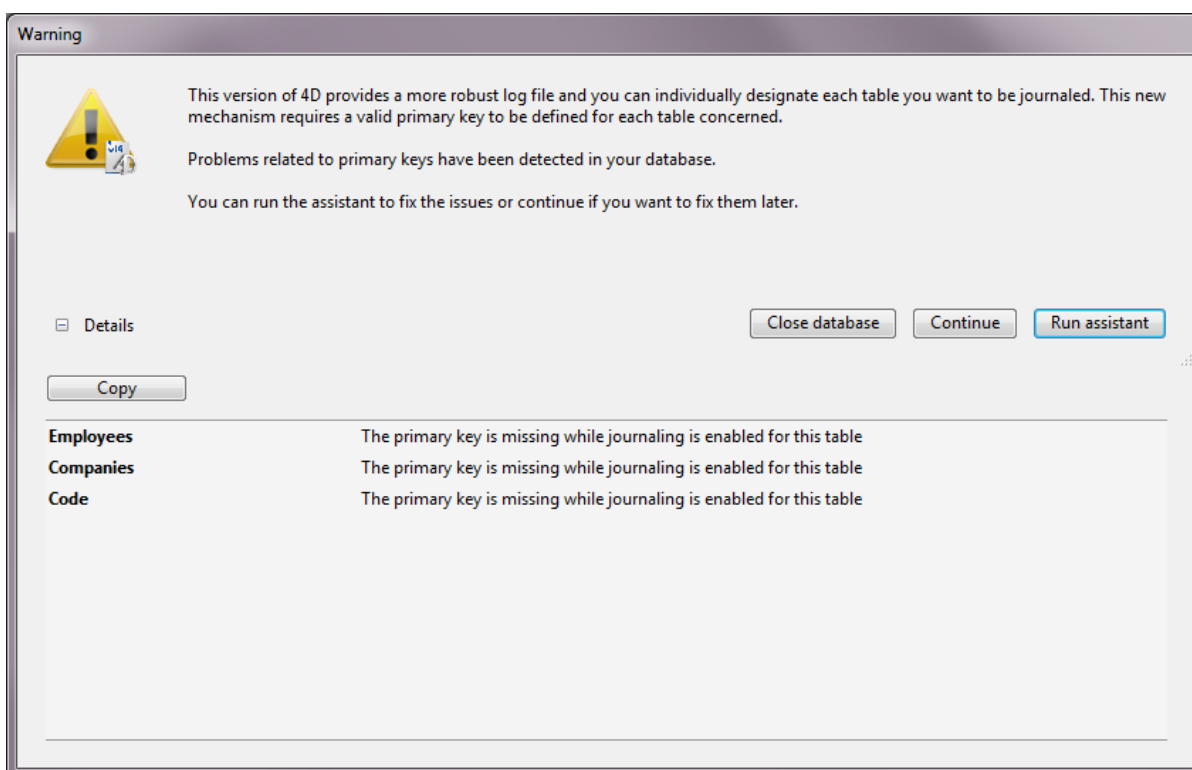 Warning
This version of 4D provides a more robust log file and you can individually designate each table you want to be journaled. This new
mechanism requires a valid primary key to be defined for each table concerned.
Problems related to primary keys have been detected in your database.
You can run the assistant to fix the issues or continue if you want to fix them later.
Details Close database Continue Run assistant
Copy
Employees The primary key is missing while journaling is enabled for this table
Companies The primary key is missing while journaling is enabled for this table
Code The primary key is missing while journaling is enabled for this table